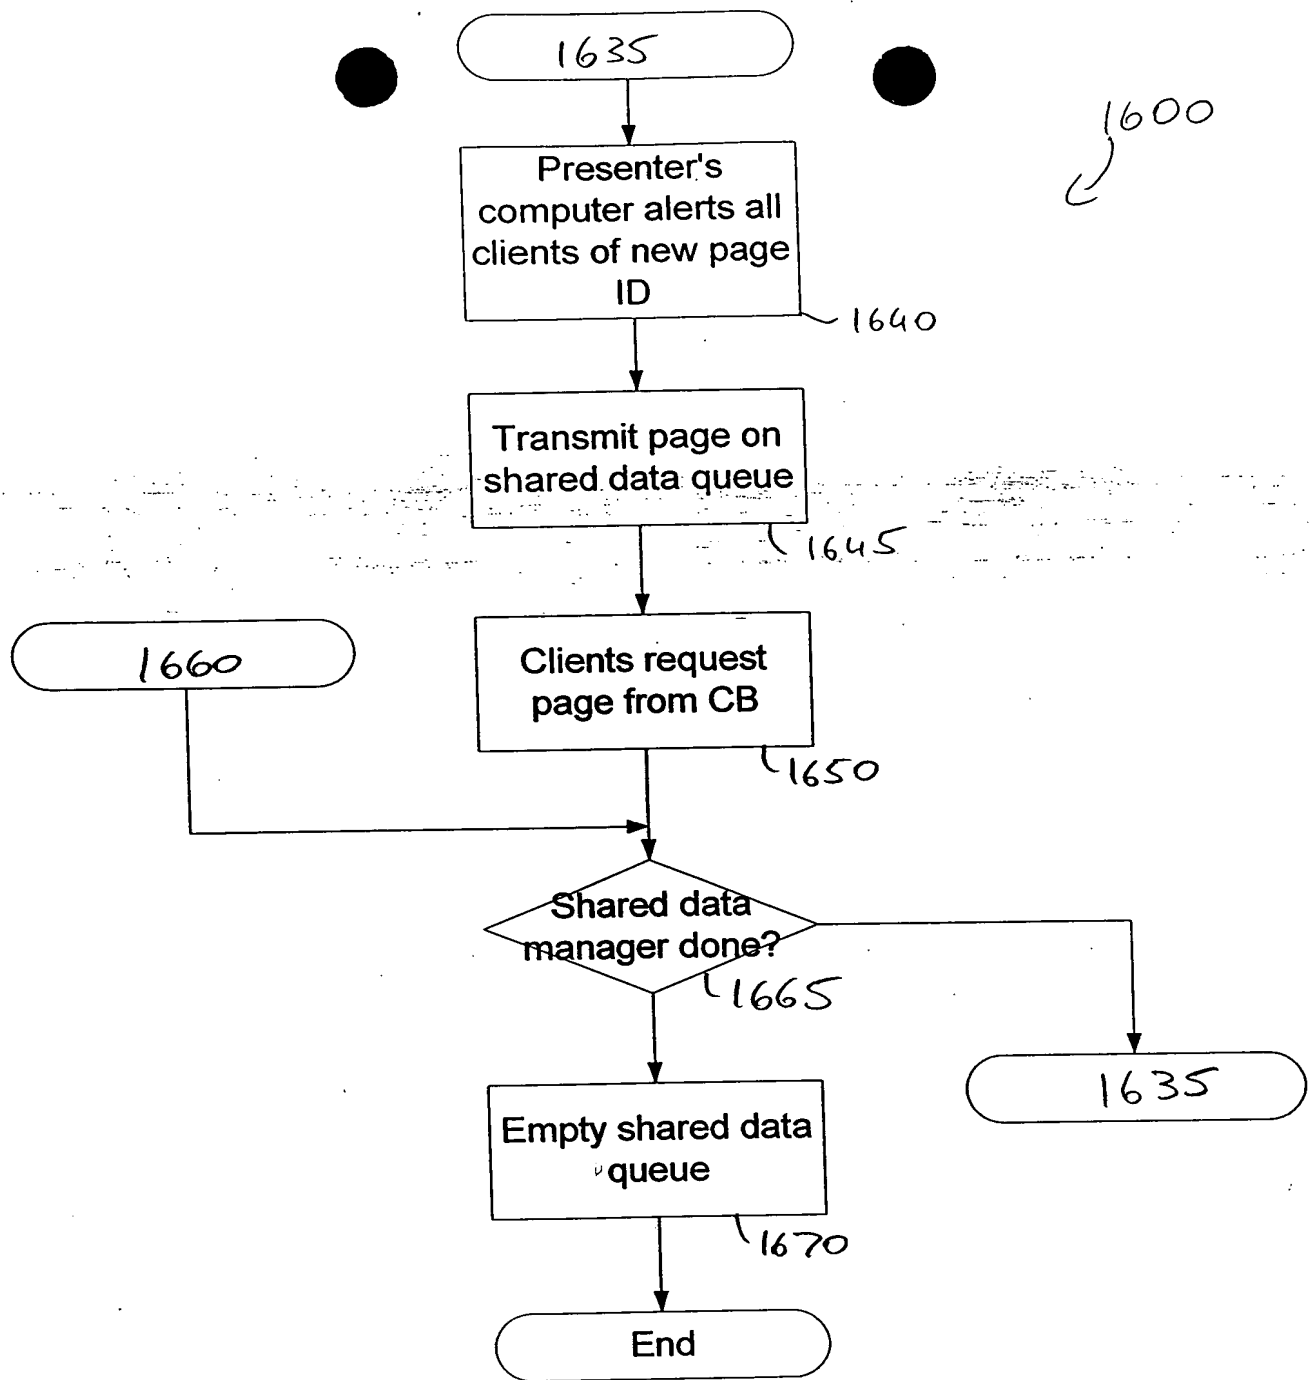 1635
1600
Presenter's
computer alerts all
clients of new page
ID
1640
Transmit page on
shared data queue
1645
1660
Clients request
page from CB
1650
Shared data
manager done?
1665
1635
Empty shared data
queue
1670
End